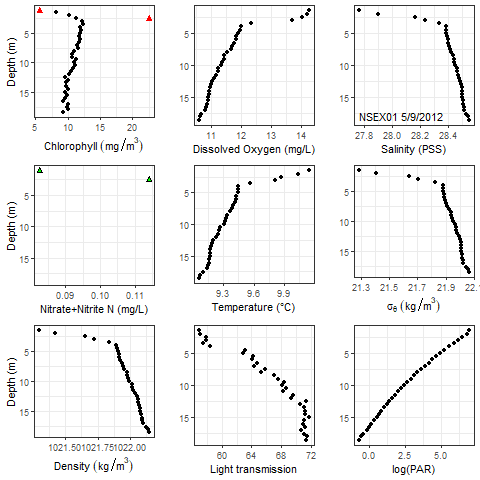 5
10
15
Depth (m)
5 10 20
Chlorophyll (mg/m³)
5
10
15
11 12 13 14
Dissolved Oxygen (mg/L)
5
10
15
NSEX01 5/9/2012
27.8 28.0 28.2 28.4
Salinity (PSS)
5
10
15
Depth (m)
0.09 0.10 0.11
Nitrate+Nitrite N (mg/L)
5
10
15
9.3 9.6 9.9
Temperature (°C)
5
10
15
21.3 21.5 21.7 21.9 22.1
σθ (kg/m³)
5
10
15
Depth (m)
1021.50 1021.75 1022.00
Density (kg/m³)
5
10
15
60 64 68 72
Light transmission
5
10
15
0.0 2.5 5.0
log(PAR)